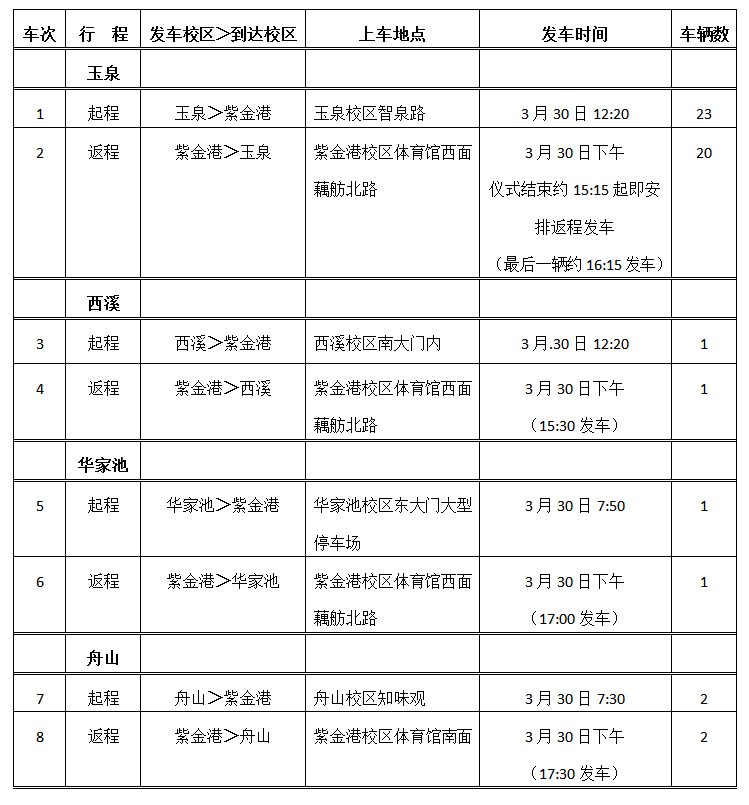 车次 行 程 发车校区＞到达校区 上车地点 发车时间 车辆数
玉泉
1 起程 玉泉＞紫金港 玉泉校区智泉路 3 月 30 日 12:20 23
2 返程 紫金港＞玉泉 紫金港校区体育馆西面 3 月 30 日下午 20
藕舫北路 仪式结束约 15:15 起即安
排返程发车
（最后一辆约 16:15 发车）
西溪
3 起程 西溪＞紫金港 西溪校区南大门内 3 月.30 日 12:20 1
4 返程 紫金港＞西溪 紫金港校区体育馆西面 3 月 30 日下午 1
藕舫北路 （15:30 发车）
华家池
5 起程 华家池＞紫金港 华家池校区东大门大型 3 月 30 日 7:50 1
停车场
6 返程 紫金港＞华家池 紫金港校区体育馆西面 3 月 30 日下午 1
藕舫北路 （17:00 发车）
舟山
7 起程 舟山＞紫金港 舟山校区知味观 3 月 30 日 7:30 2
8 返程 紫金港＞舟山 紫金港校区体育馆南面 3 月 30 日下午 2
（17:30 发车）